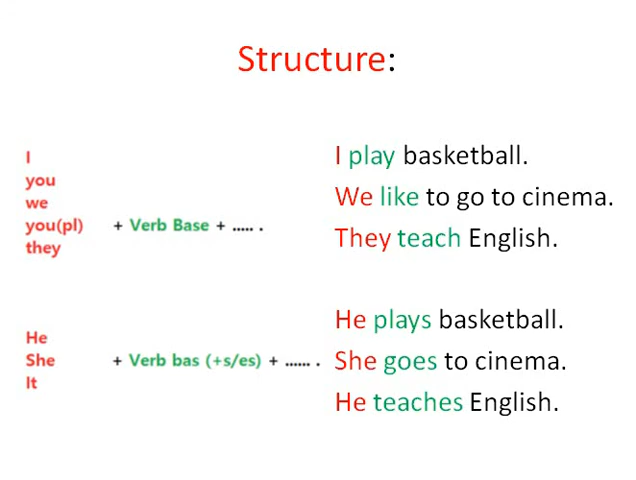 Structure:
I
you
we
you(pl)
they
+ Verb Base + ..... .
I play basketball.
We like to go to cinema.
They teach English.
He
She
It
+ Verb bas (+s/es) + ...... .
He plays basketball.
She goes to cinema.
He teaches English.